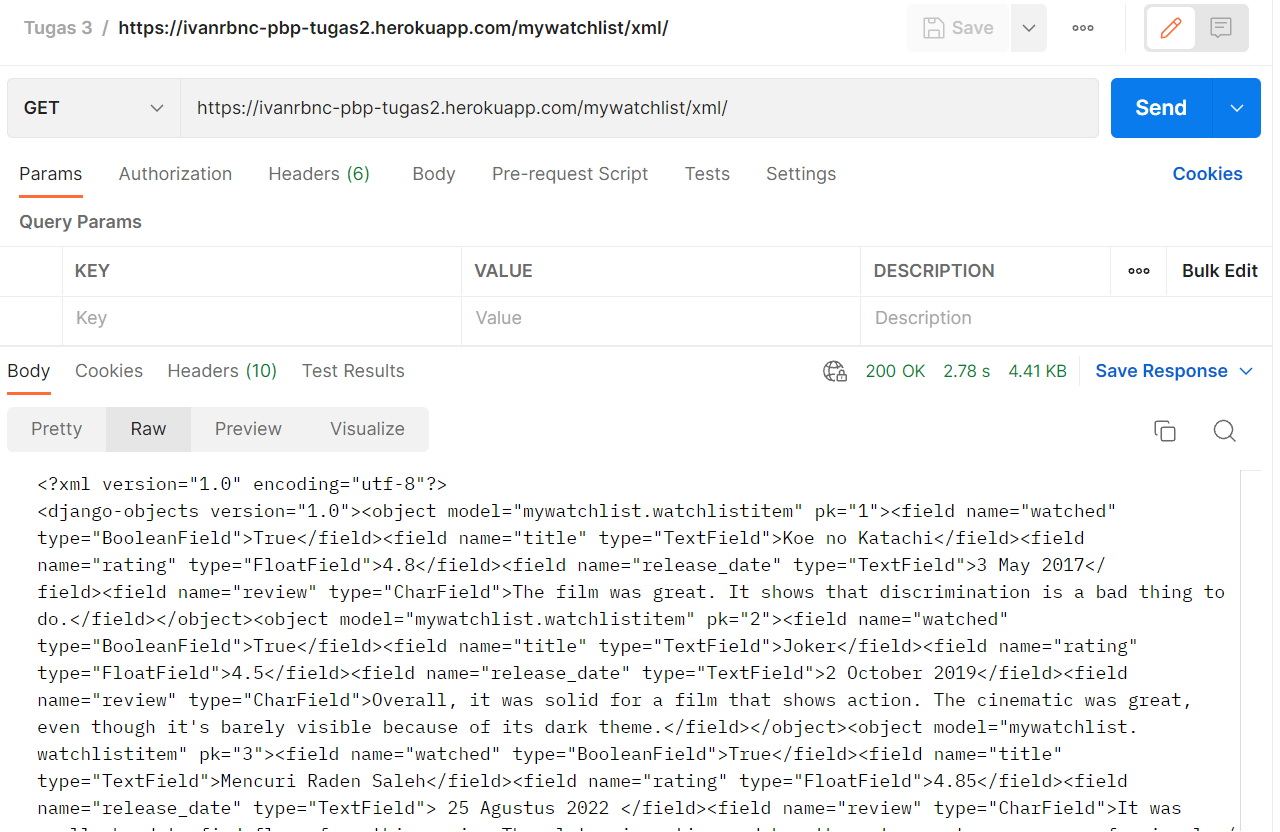 Tugas 3 / https://ivanrbnc-pbp-tugas2.herokuapp.com/mywatchlist/xml/
Save
GET
https://ivanrbnc-pbp-tugas2.herokuapp.com/mywatchlist/xml/
Send
Params Authorization Headers (6) Body Pre-request Script Tests Settings Cookies
Query Params
KEY VALUE DESCRIPTION Bulk Edit
Key Value Description
Body Cookies Headers (10) Test Results 200 OK 2.78 s 4.41 KB Save Response
Pretty Raw Preview Visualize
<?xml version="1.0" encoding="utf-8"?>
<django-objects version="1.0"><object model="mywatchlist.watchlistitem" pk="1"><field name="watched"
type="BooleanField">True</field><field name="title" type="TextField">Koe no Katachi</field><field
name="rating" type="FloatField">4.8</field><field name="release_date" type="TextField">3 May 2017</
field><field name="review" type="CharField">The film was great. It shows that discrimination is a bad thing to
do.</field></object><object model="mywatchlist.watchlistitem" pk="2"><field name="watched"
type="BooleanField">True</field><field name="title" type="TextField">Joker</field><field name="rating"
type="FloatField">4.5</field><field name="release_date" type="TextField">2 October 2019</field><field
name="review" type="CharField">Overall, it was solid for a film that shows action. The cinematic was great,
even though it's barely visible because of its dark theme.</field></object><object model="mywatchlist.
watchlistitem" pk="3"><field name="watched" type="BooleanField">True</field><field name="title"
type="TextField">Mencuri Raden Saleh</field><field name="rating" type="FloatField">4.85</field><field
name="release_date" type="TextField"> 25 Agustus 2022 </field><field name="review" type="CharField">It was